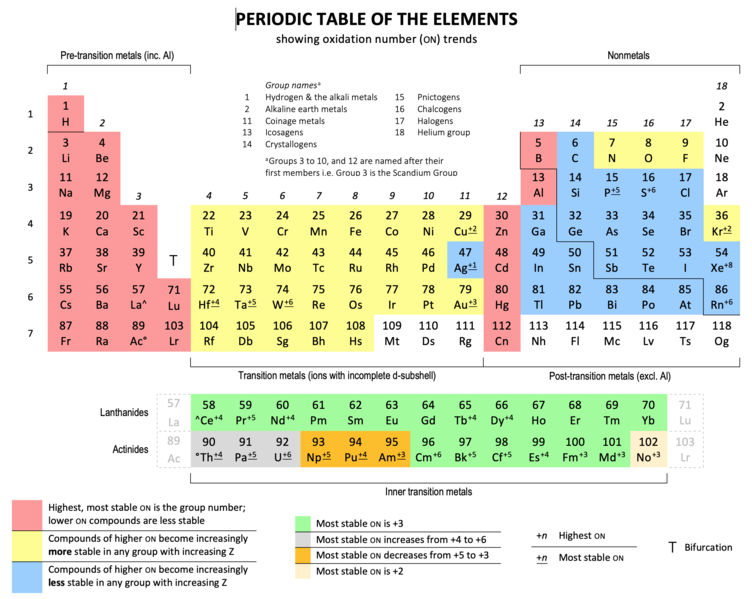 PERIODIC TABLE OF THE ELEMENTS
showing oxidation number (ON) trends
Pre-transition metals (inc. Al)
Nonmetals
Group namesᵃ
1 Hydrogen & the alkali metals 15 Pnictogens
2 Alkaline earth metals 16 Chalcogens
11 Coinage metals 17 Halogens
13 Icosagens 18 Helium group
14 Crystallogens
ᵃGroups 3 to 10, and 12 are named after their
first members i.e. Group 3 is the Scandium Group
1 18
1 2
1 H He
2 13 14 15 16 17
3 4 5 6 7 8 9 10
2 Li Be B C N O F Ne
11 12 13 14 15 16 17 18
3 Na Mg Al Si P+5 S+6 Cl Ar
3 4 5 6 7 8 9 10 11 12
19 20 21 22 23 24 25 26 27 28 29 30 31 32 33 34 35 36
4 K Ca Sc Ti V Cr Mn Fe Co Ni Cu+2 Zn Ga Ge As Se Br Kr+2
37 38 39 40 41 42 43 44 45 46 47 48 49 50 51 52 53 54
5 Rb Sr Y T Zr Nb Mo Tc Ru Rh Pd Ag+1 Cd In Sn Sb Te I Xe+8
55 56 57 71 72 73 74 75 76 77 78 79 80 81 82 83 84 85 86
6 Cs Ba La^ Lu Hf+4 Ta+5 W+6 Re Os Ir Pt Au+3 Hg Tl Pb Bi Po At Rn+6
87 88 89 103 104 105 106 107 108 109 110 111 112 113 114 115 116 117 118
7 Fr Ra Ac° Lr Rf Db Sg Bh Hs Mt Ds Rg Cn Nh Fl Mc Lv Ts Og
Transition metals (ions with incomplete d-subshell)
Post-transition metals (excl. Al)
57 58 59 60 61 62 63 64 65 66 67 68 69 70 71
Lanthanides La ^Ce+4 Pr+5 Nd+4 Pm Sm Eu Gd Tb+4 Dy+4 Ho Er Tm Yb Lu
89 90 91 92 93 94 95 96 97 98 99 100 101 102 103
Actinides Ac °Th+4 Pa+5 U+6 Np+5 Pu+4 Am+3 Cm+6 Bk+5 Cf+5 Es+4 Fm+3 Md+3 No+3 Lr
Inner transition metals
Highest, most stable ON is the group number;
lower ON compounds are less stable
Compounds of higher ON become increasingly
more stable in any group with increasing Z
Compounds of higher ON become increasingly
less stable in any group with increasing Z
Most stable ON is +3
Most stable ON increases from +4 to +6
Most stable ON decreases from +5 to +3
Most stable ON is +2
+n Highest ON
+n Most stable ON
T Bifurcation